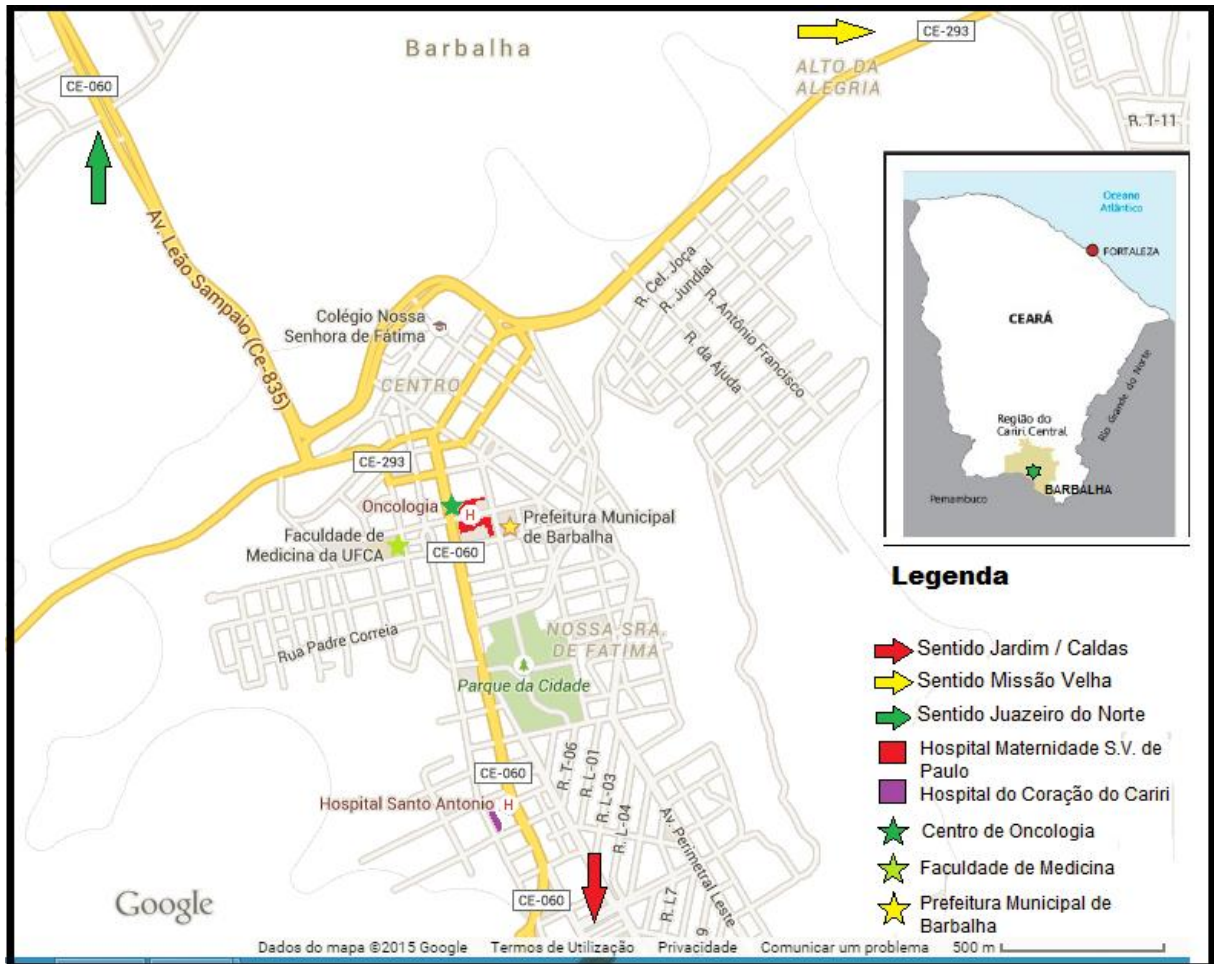 Barbalha
CE-293
ALTO DA
ALEGRIA
CE-060
R. T-11
Av. Leão Sampaio (Ce-835)
R. Cel. Joça
R. Jundiaí
R. Antônio Francisco
R. da Ajuda
Colégio Nossa
Senhora de Fátima
CENTRO
CE-293
Oncologia
H
Prefeitura Municipal
de Barbalha
Faculdade de
Medicina da UFCA
CE-060
Rua Padre Correia
NOSSA SRA.
DE FATIMA
Parque da Cidade
CE-060
Hospital Santo Antonio
H
R. T-06
R. L-01
R. L-03
R. L-04
Av. Perimetral Leste
CE-060
R. L7
9
Google
Oceano
Atlântico
FORTALEZA
CEARÁ
Rio Grande do Norte
Região do
Cariri Central
BARBALHA
Pernambuco
Legenda
Sentido Jardim / Caldas
Sentido Missão Velha
Sentido Juazeiro do Norte
Hospital Maternidade S.V. de
Paulo
Hospital do Coração do Cariri
Centro de Oncologia
Faculdade de Medicina
Prefeitura Municipal de
Barbalha
Dados do mapa ©2015 Google Termos de Utilização Privacidade Comunicar um problema 500 m